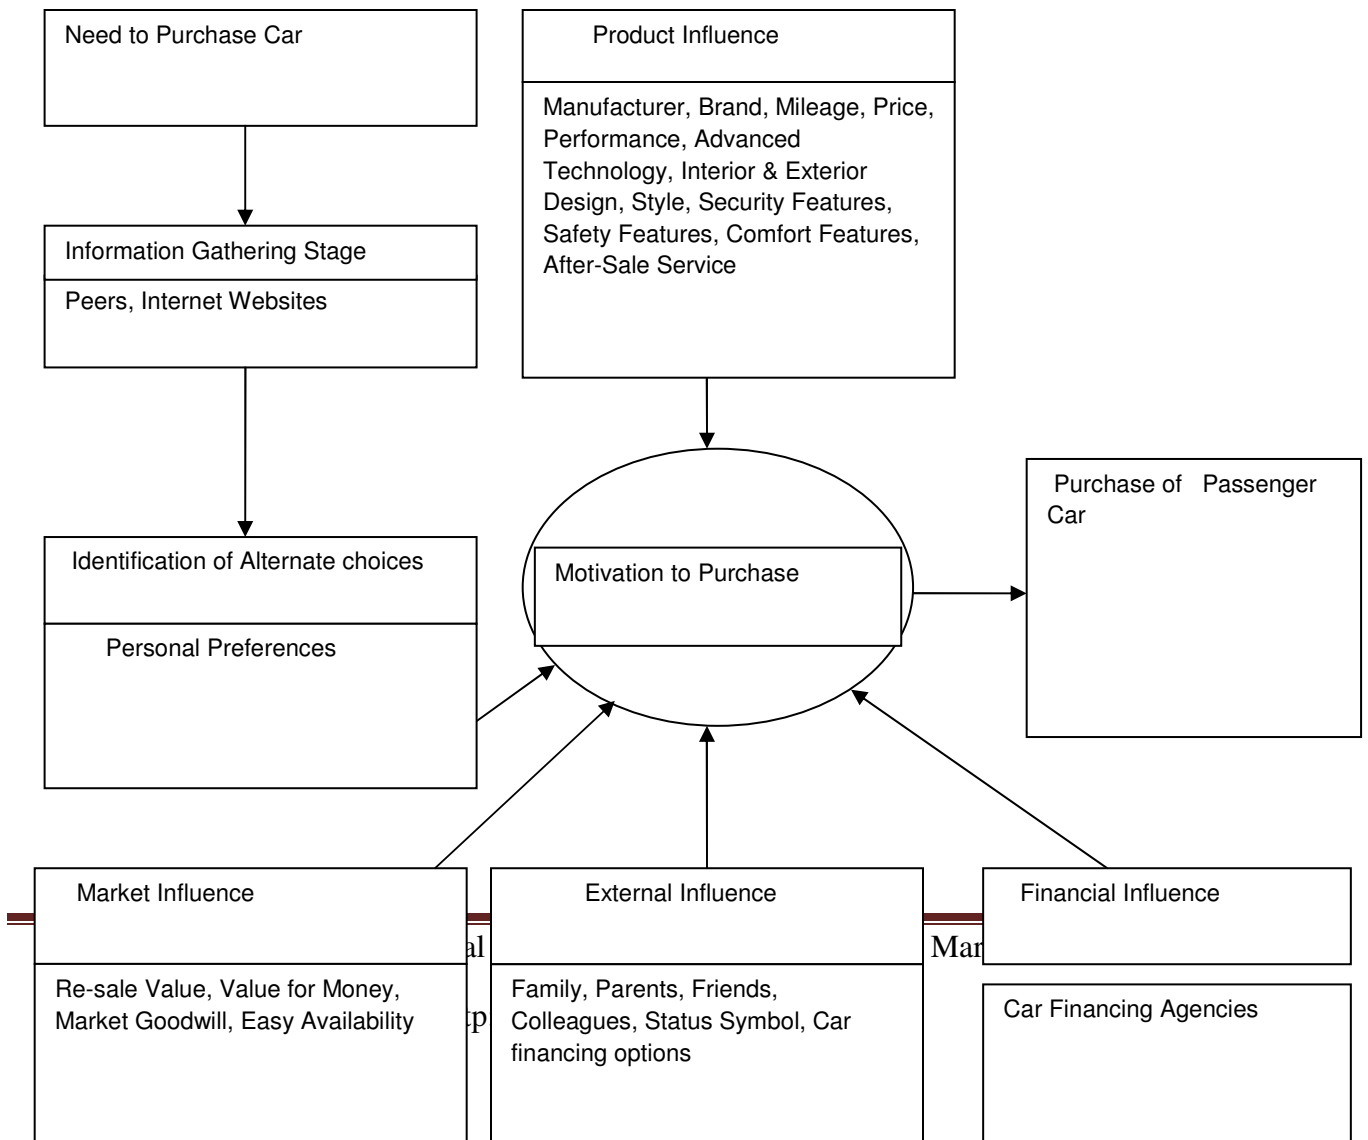 Need to Purchase Car
Product Influence
Manufacturer, Brand, Mileage, Price,
Performance, Advanced
Technology, Interior & Exterior
Design, Style, Security Features,
Safety Features, Comfort Features,
After-Sale Service
Information Gathering Stage
Peers, Internet Websites
Identification of Alternate choices
Personal Preferences
Motivation to Purchase
Purchase of Passenger
Car
Market Influence
Re-sale Value, Value for Money,
Market Goodwill, Easy Availability
External Influence
Family, Parents, Friends,
Colleagues, Status Symbol, Car
financing options
Financial Influence
Car Financing Agencies
al
Mar
tp